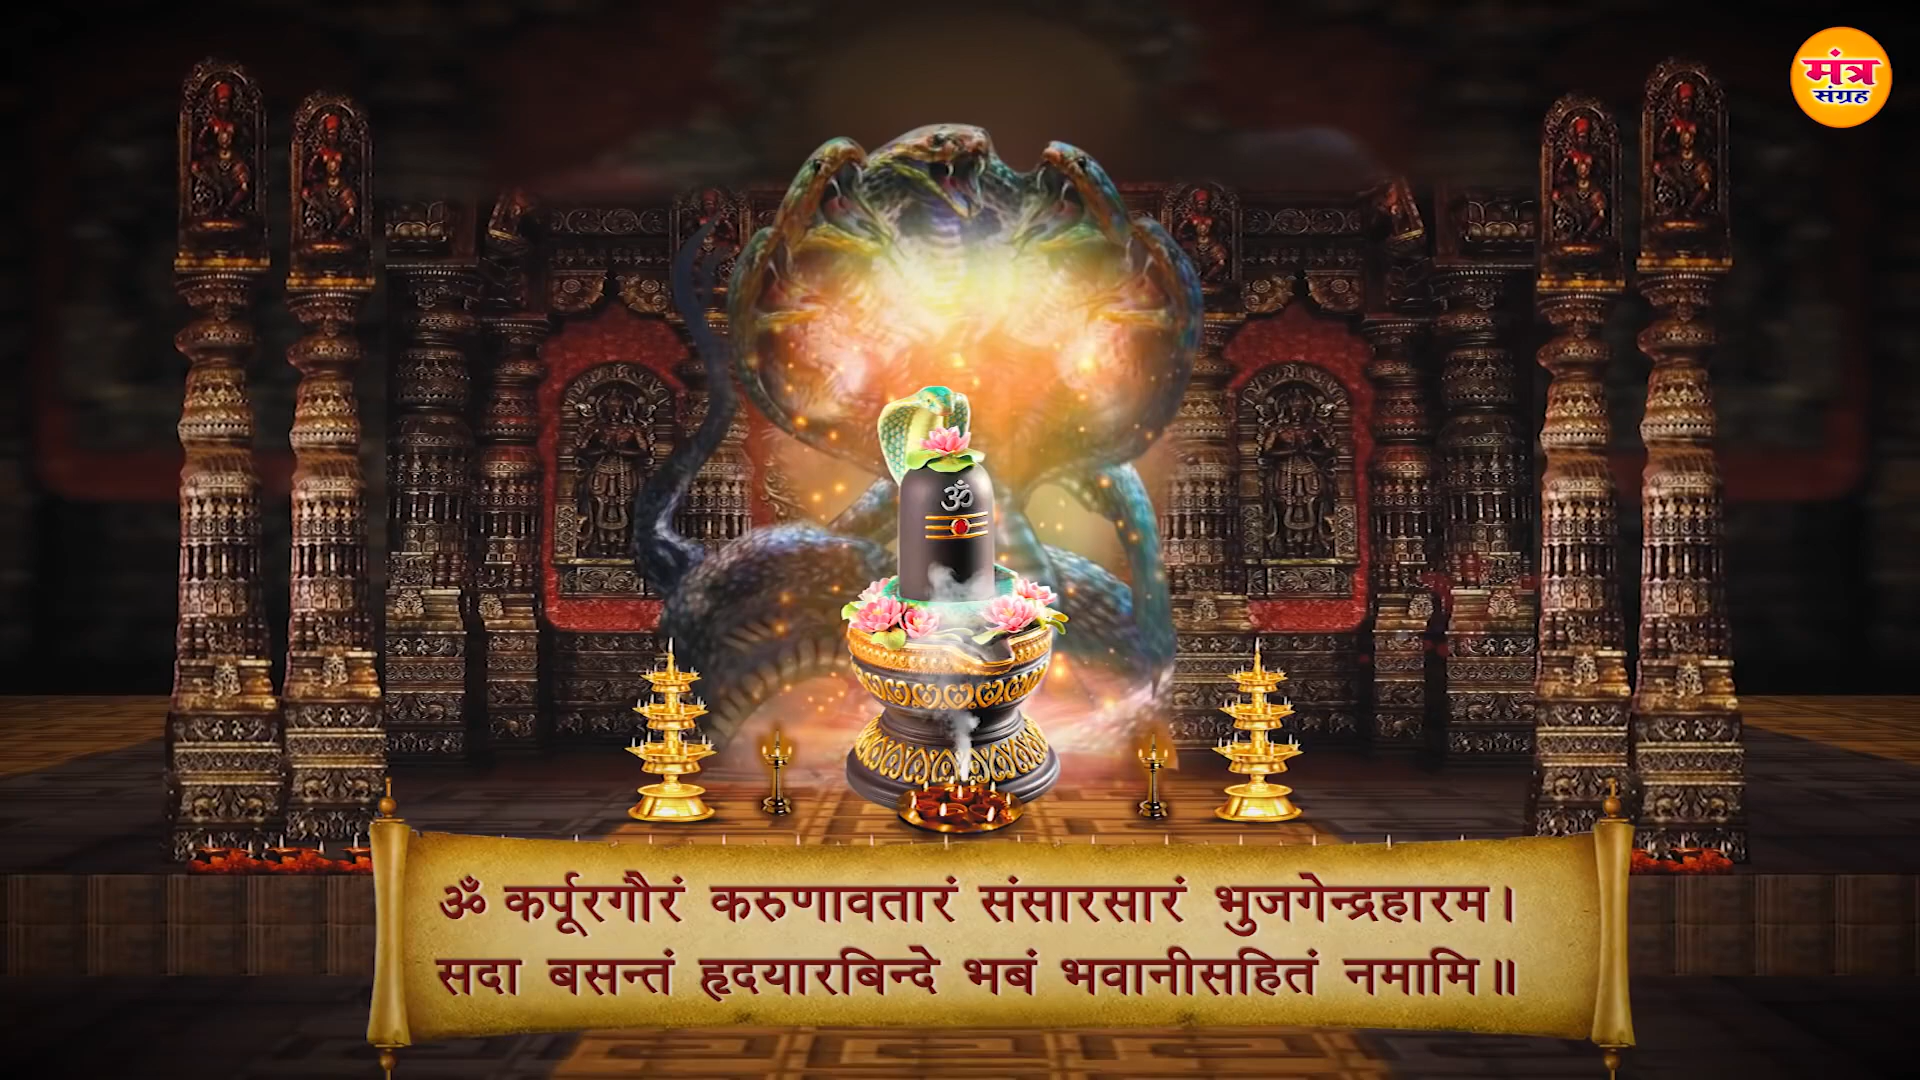 मंत्र
संग्रह
ॐ
ॐ कर्पूरगौरं करुणावतारं संसारसारं भुजगेन्द्रहारम।
सदा बसन्तं हृदयारबिन्दे भबं भवानीसहितं नमामि॥